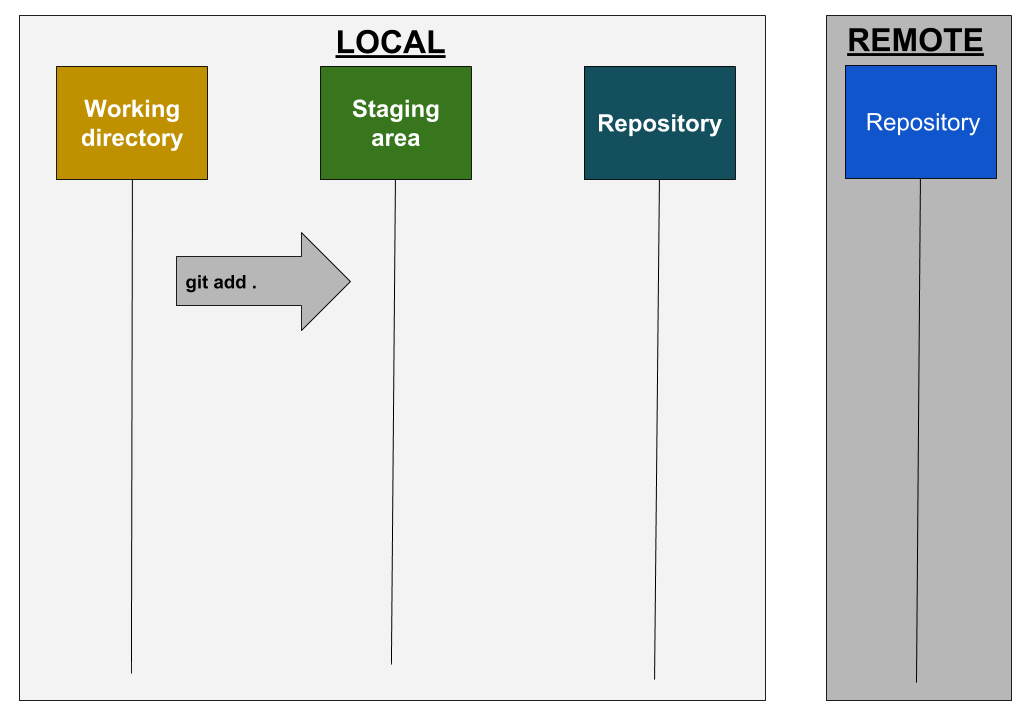 LOCAL
REMOTE
Working
directory
Staging
area
Repository
Repository
git add .